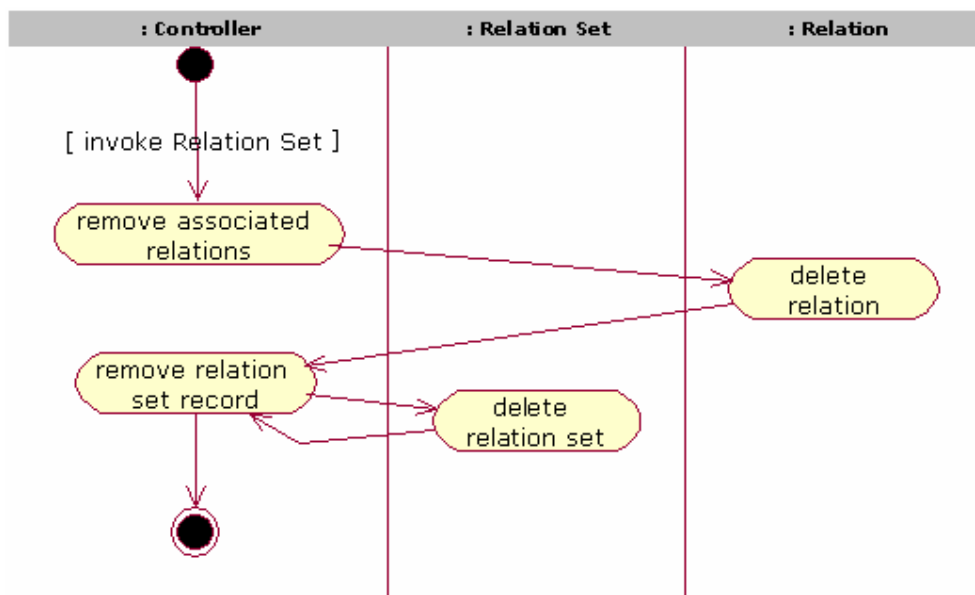 : Controller
: Relation Set
: Relation
[ invoke Relation Set ]
remove associated
relations
delete
relation
remove relation
set record
delete
relation set